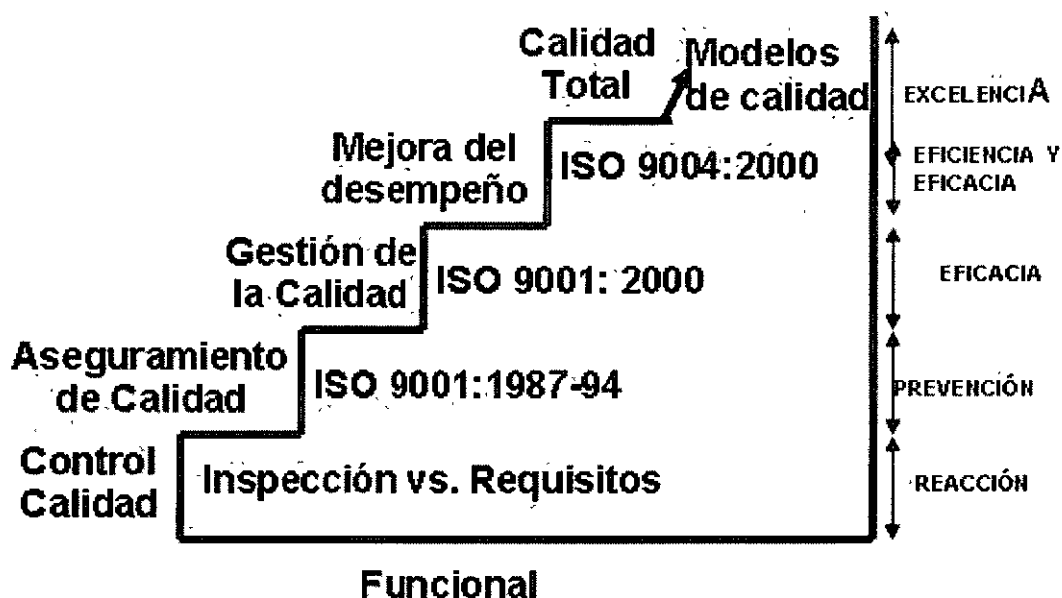 Calidad
Total
Modelos
de calidad
EXCELENCIA
Mejora del
desempeño
ISO 9004:2000
EFICIENCIA Y
EFICACIA
Gestión de
la Calidad
ISO 9001: 2000
EFICACIA
Aseguramiento
de Calidad
ISO 9001:1987-94
PREVENCIÓN
Control
Calidad
Inspección vs. Requisitos
REACCIÓN
Funcional